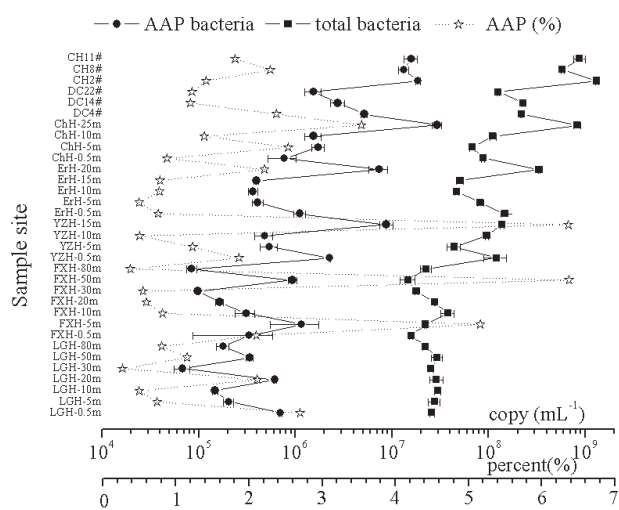 AAP bacteria total bacteria AAP (%)
Sample site
CH11#
CH8#
CH2#
DC22#
DC14#
DC4#
ChH-25m
ChH-10m
ChH-5m
ChH-0.5m
ErH-20m
ErH-15m
ErH-10m
ErH-5m
ErH-0.5m
YZH-15m
YZH-10m
YZH-5m
YZH-0.5m
FXH-80m
FXH-50m
FXH-30m
FXH-20m
FXH-10m
FXH-5m
FXH-0.5m
LGH-80m
LGH-50m
LGH-30m
LGH-20m
LGH-10m
LGH-5m
LGH-0.5m
copy (mL⁻¹)
10⁴ 10⁵ 10⁶ 10⁷ 10⁸ 10⁹
percent(%)
0 1 2 3 4 5 6 7